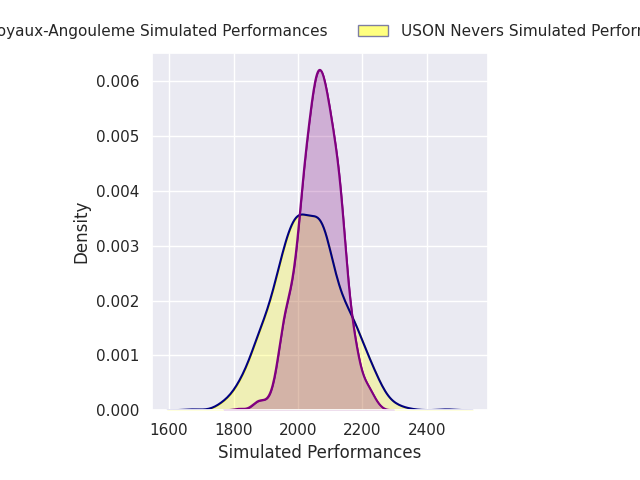 oyaux-Angouleme Simulated Performances USON Nevers Simulated Perfor
0.006
0.005
0.004
0.003
0.002
0.001
0.000
Density
1600 1800 2000 2200 2400
Simulated Performances